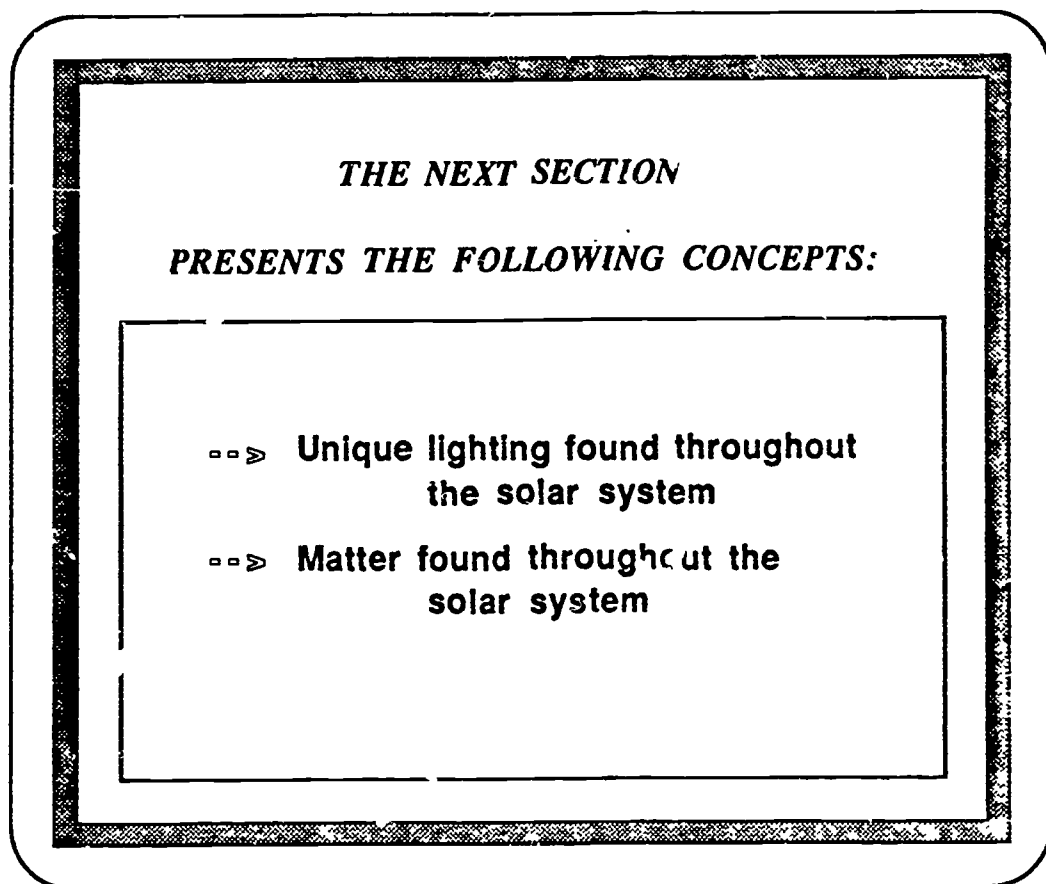 THE NEXT SECTION
PRESENTS THE FOLLOWING CONCEPTS:
--> Unique lighting found throughout
the solar system
--> Matter found throughout the
solar system